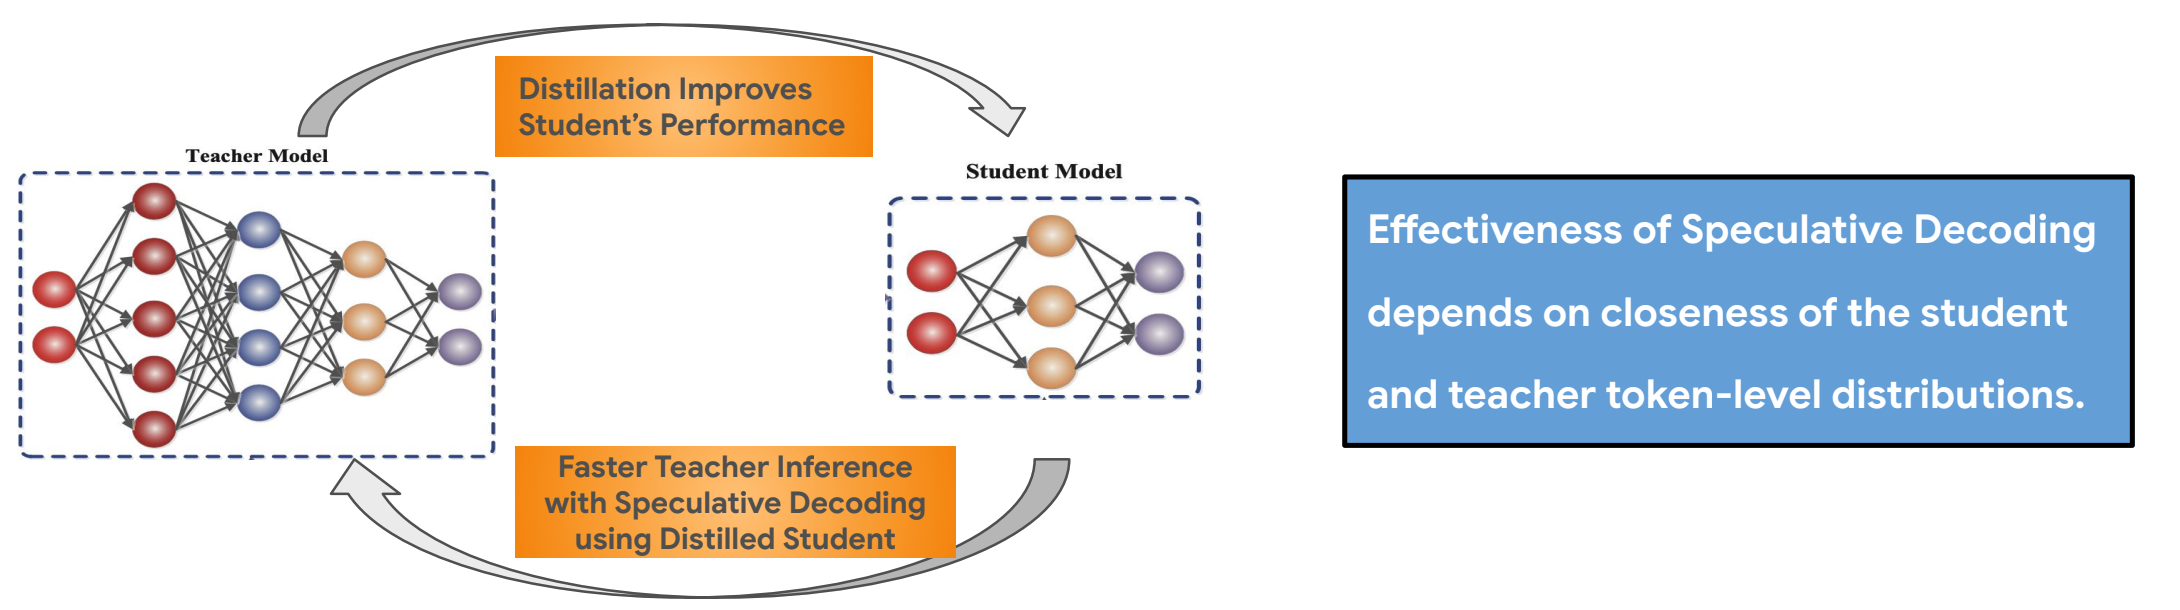 Distillation Improves
Student's Performance
Teacher Model
Student Model
Effectiveness of Speculative Decoding
depends on closeness of the student
and teacher token-level distributions.
Faster Teacher Inference
with Speculative Decoding
using Distilled Student